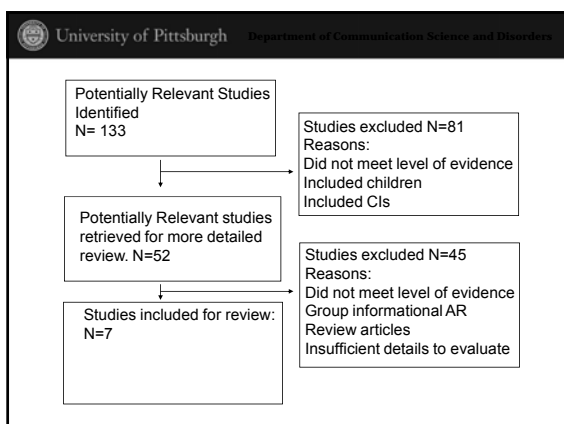 University of Pittsburgh Department of Communication Science and Disorders
Potentially Relevant Studies
Identified
N= 133
Studies excluded N=81
Reasons:
Did not meet level of evidence
Included children
Included CIs
Potentially Relevant studies
retrieved for more detailed
review. N=52
Studies excluded N=45
Reasons:
Did not meet level of evidence
Group informational AR
Review articles
Insufficient details to evaluate
Studies included for review:
N=7